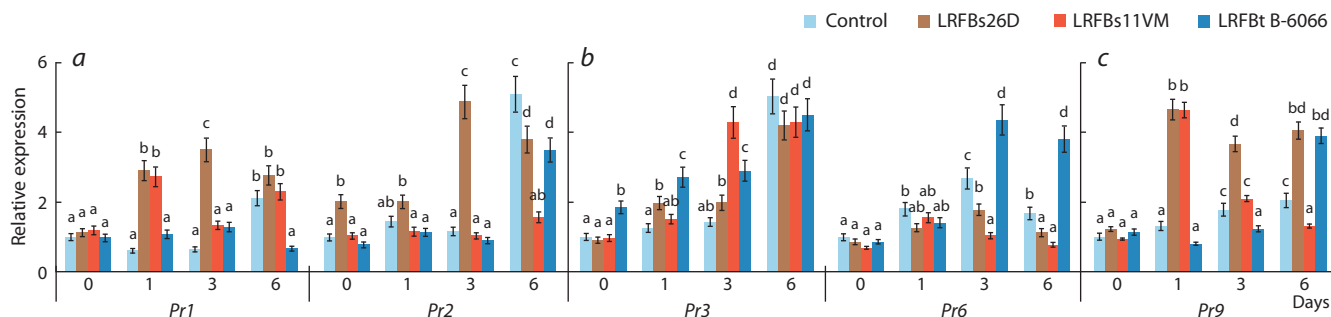 Control LRFBs26D LRFBs11VM LRFBt B-6066
a b c
Relative expression
6
4
2
0
a a a a
a b b a
a c a a
b b b a
a b a a
ab b a a
a c a a
c d ab d
a a a b
a b ab c
ab b d c
d d d d
a a a a
b ab ab ab
c b a d
b a a d
a a a a
a b b a
c d c a
c bd a bd
0 1 3 6 0 1 3 6 0 1 3 6 0 1 3 6 0 1 3 6
Days
Pr1 Pr2 Pr3 Pr6 Pr9